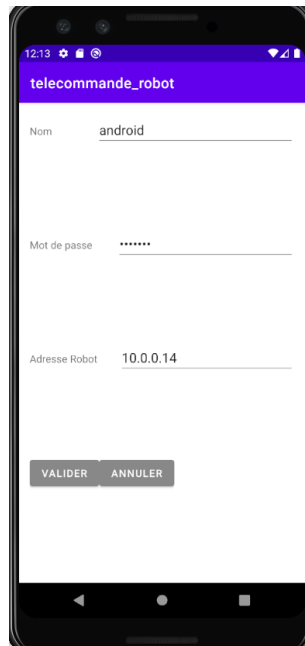 12:13
telecommande_robot
Nom android
Mot de passe •••••••
Adresse Robot 10.0.0.14
VALIDER ANNULER